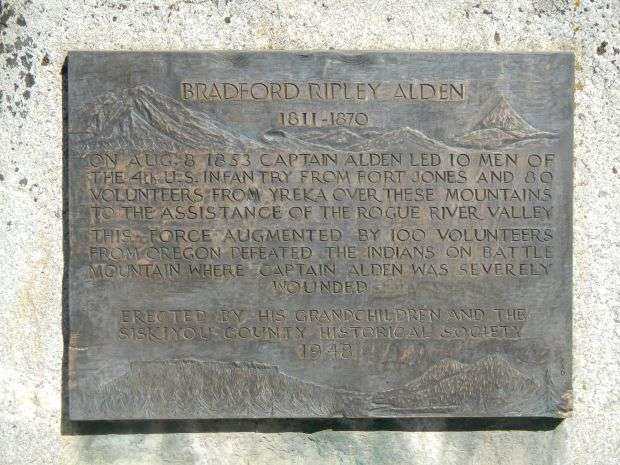 BRADFORD RIPLEY ALDEN
1811-1870
ON AUG. 8 1853 CAPTAIN ALDEN LED 10 MEN OF
THE 4th U.S. INFANTRY FROM FORT JONES AND 80
VOLUNTEERS FROM YREKA OVER THESE MOUNTAINS
TO THE ASSISTANCE OF THE ROGUE RIVER VALLEY
THIS FORCE AUGMENTED BY 100 VOLUNTEERS
FROM OREGON DEFEATED THE INDIANS ON BATTLE
MOUNTAIN WHERE CAPTAIN ALDEN WAS SEVERELY
WOUNDED
ERECTED BY HIS GRANDCHILDREN AND THE
SISKIYOU COUNTY HISTORICAL SOCIETY
1948